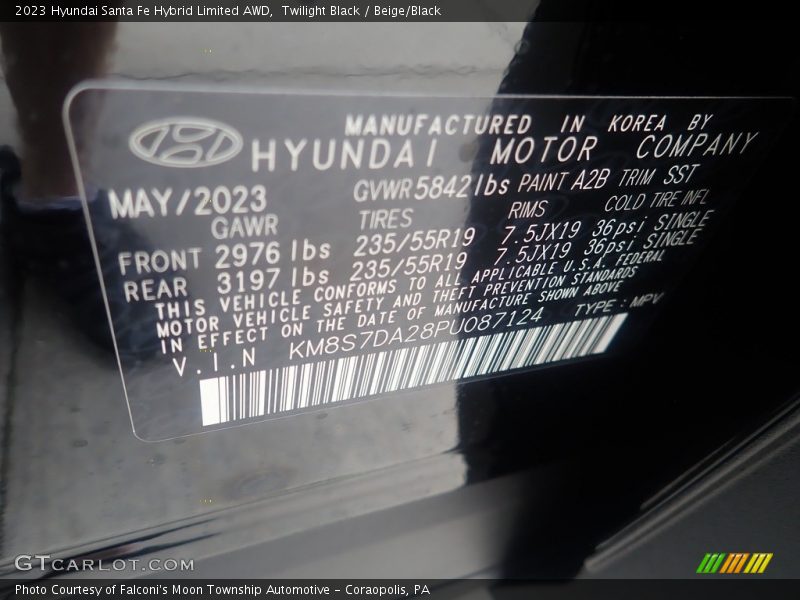 2023 Hyundai Santa Fe Hybrid Limited AWD,  Twilight Black / Beige/Black
MANUFACTURED IN KOREA BY
HYUNDAI MOTOR COMPANY
MAY/2023 GVWR 5842 lbs PAINT A2B TRIM SST
GAWR TIRES RIMS COLD TIRE INFL
FRONT 2976 lbs 235/55R19 7.5JX19 36psi SINGLE
REAR 3197 lbs 235/55R19 7.5JX19 36psi SINGLE
THIS VEHICLE CONFORMS TO ALL APPLICABLE U.S.A. FEDERAL
MOTOR VEHICLE SAFETY AND THEFT PREVENTION STANDARDS
IN EFFECT ON THE DATE OF MANUFACTURE SHOWN ABOVE
V.I.N KM8S7DA28PU087124 TYPE : MPV
GTCARLOT.COM
Photo Courtesy of Falconi's Moon Township Automotive - Coraopolis, PA